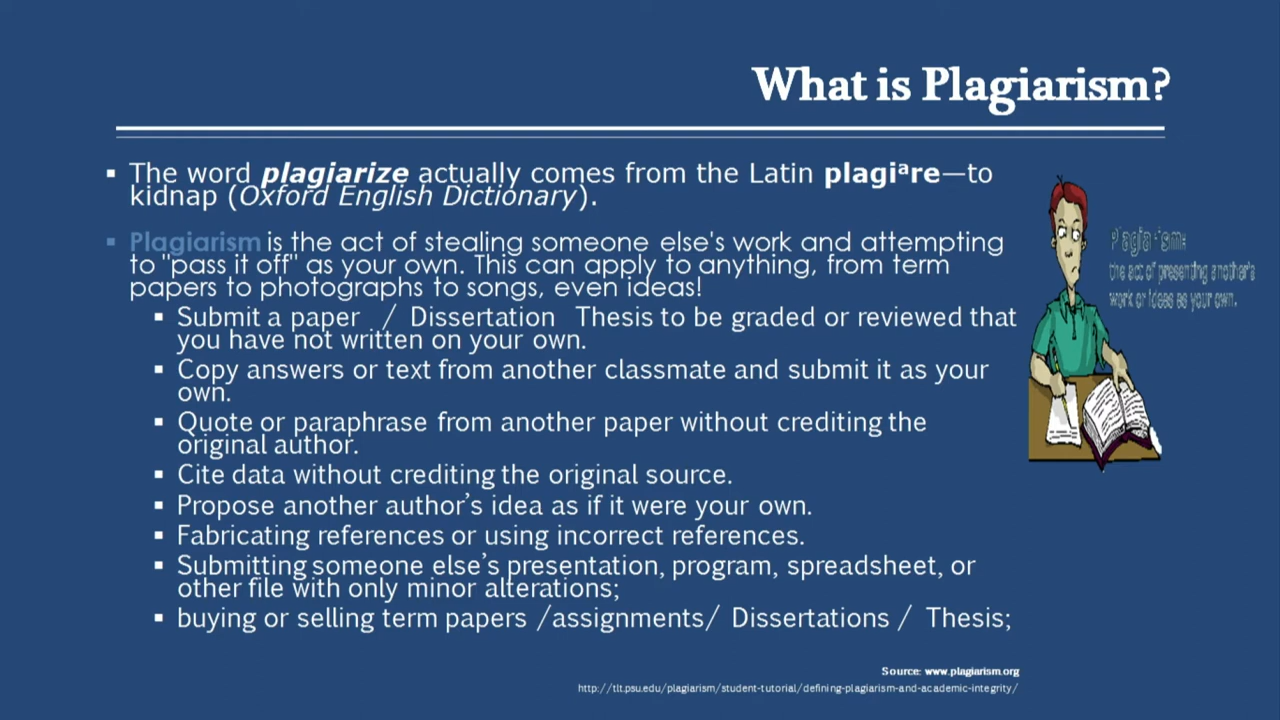 What is Plagiarism?
▪ The word plagiarize actually comes from the Latin plagiᵃre—to
kidnap (Oxford English Dictionary).
▪ Plagiarism is the act of stealing someone else's work and attempting
to "pass it off" as your own. This can apply to anything, from term
papers to photographs to songs, even ideas!
▪ Submit a paper / Dissertation Thesis to be graded or reviewed that
you have not written on your own.
▪ Copy answers or text from another classmate and submit it as your
own.
▪ Quote or paraphrase from another paper without crediting the
original author.
▪ Cite data without crediting the original source.
▪ Propose another author’s idea as if it were your own.
▪ Fabricating references or using incorrect references.
▪ Submitting someone else’s presentation, program, spreadsheet, or
other file with only minor alterations;
▪ buying or selling term papers /assignments/ Dissertations / Thesis;
Plagiarism:
the act of presenting another's
work or ideas as your own.
Source: www.plagiarism.org
http://tlt.psu.edu/plagiarism/student-tutorial/defining-plagiarism-and-academic-integrity/